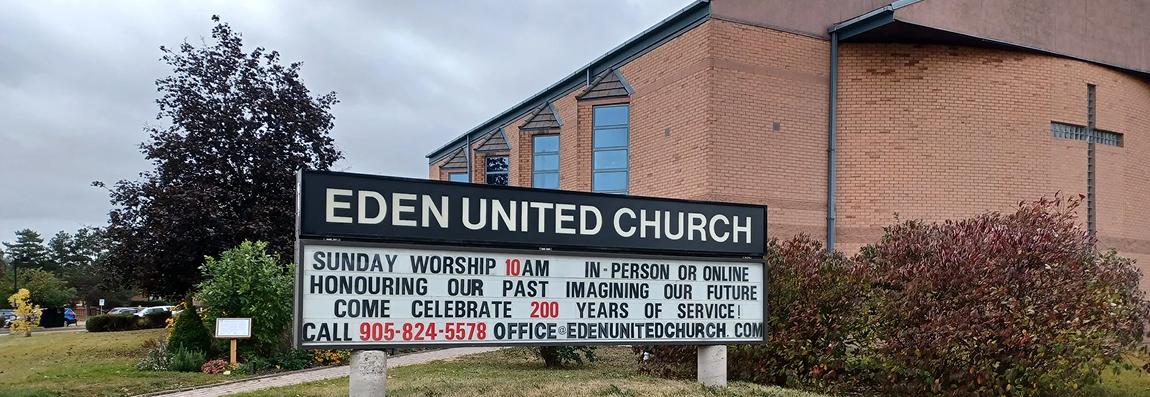 EDEN UNITED CHURCH
SUNDAY WORSHIP 10AM IN-PERSON OR ONLINE
HONOURING OUR PAST IMAGINING OUR FUTURE
COME CELEBRATE 200 YEARS OF SERVICE!
CALL 905-824-5578 OFFICE@EDENUNITEDCHURCH.COM